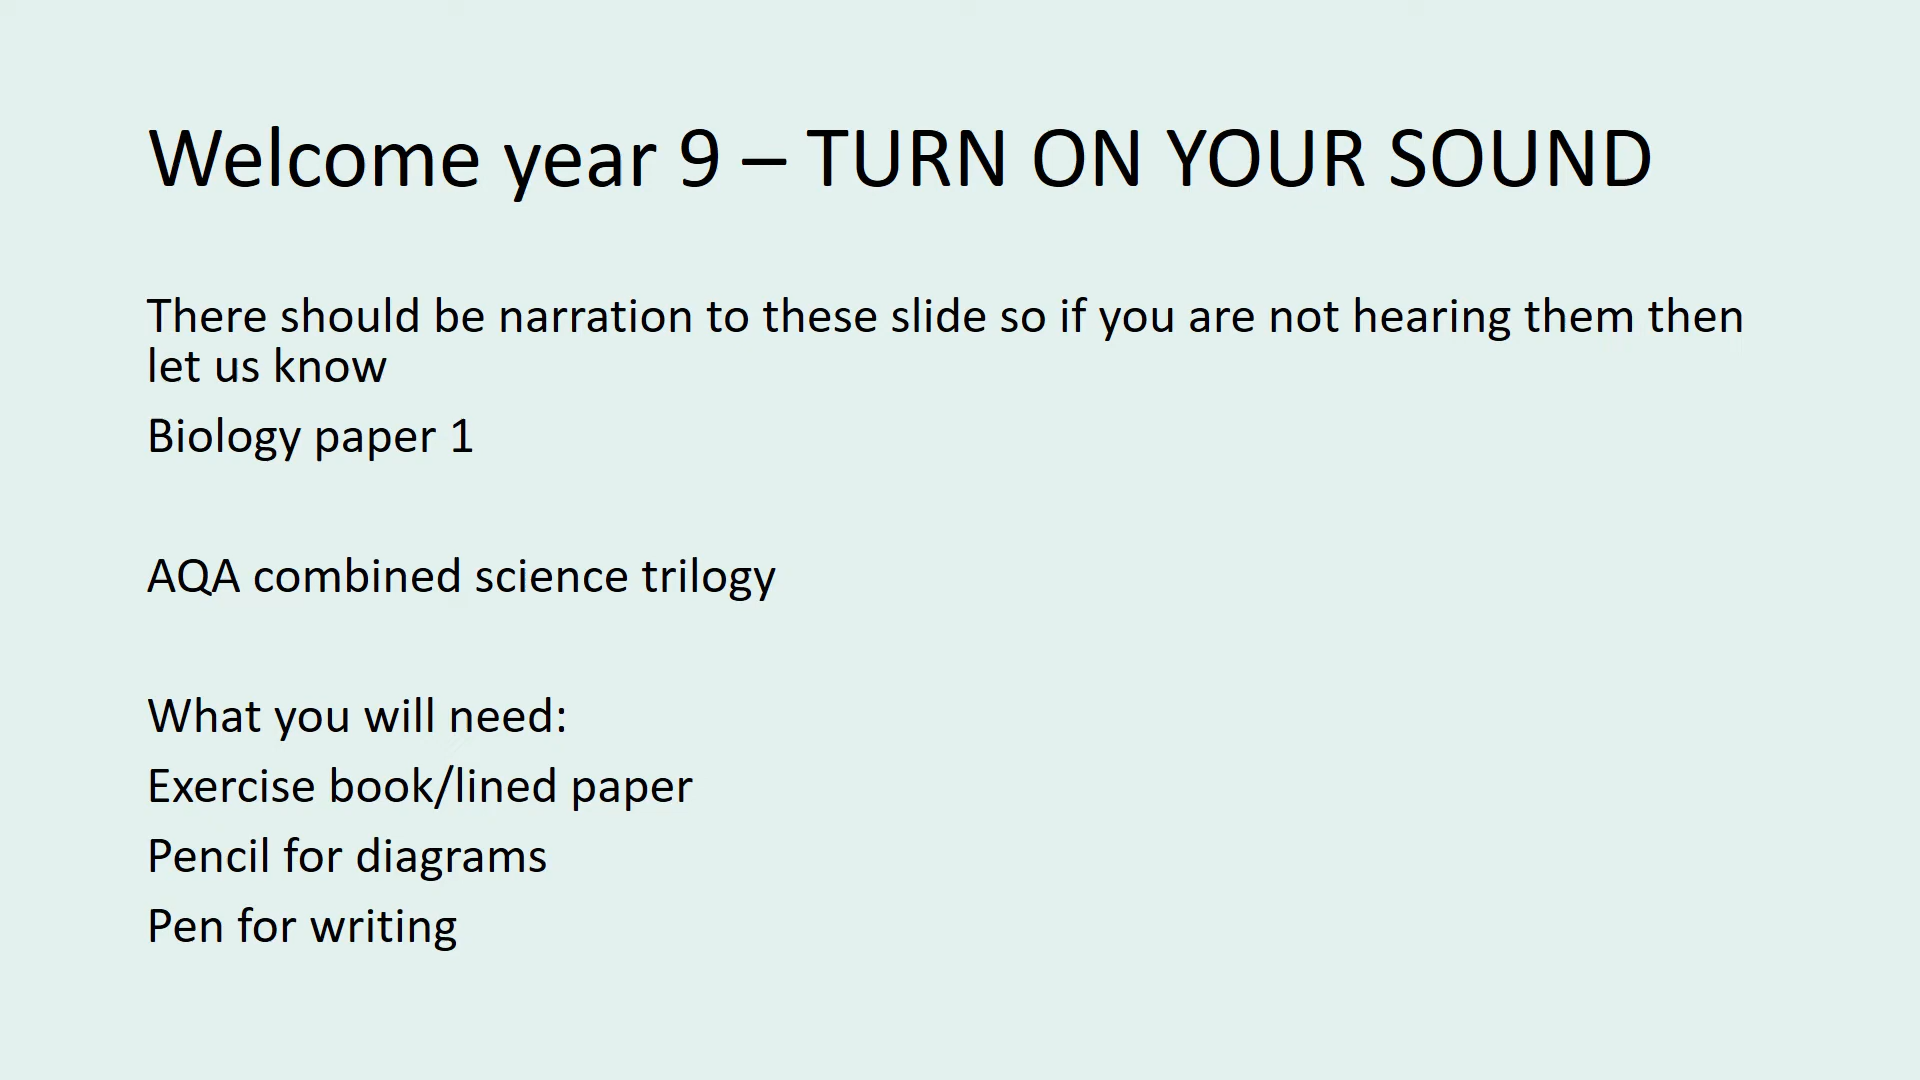 Welcome year 9 – TURN ON YOUR SOUND
There should be narration to these slide so if you are not hearing them then
let us know
Biology paper 1
AQA combined science trilogy
What you will need:
Exercise book/lined paper
Pencil for diagrams
Pen for writing